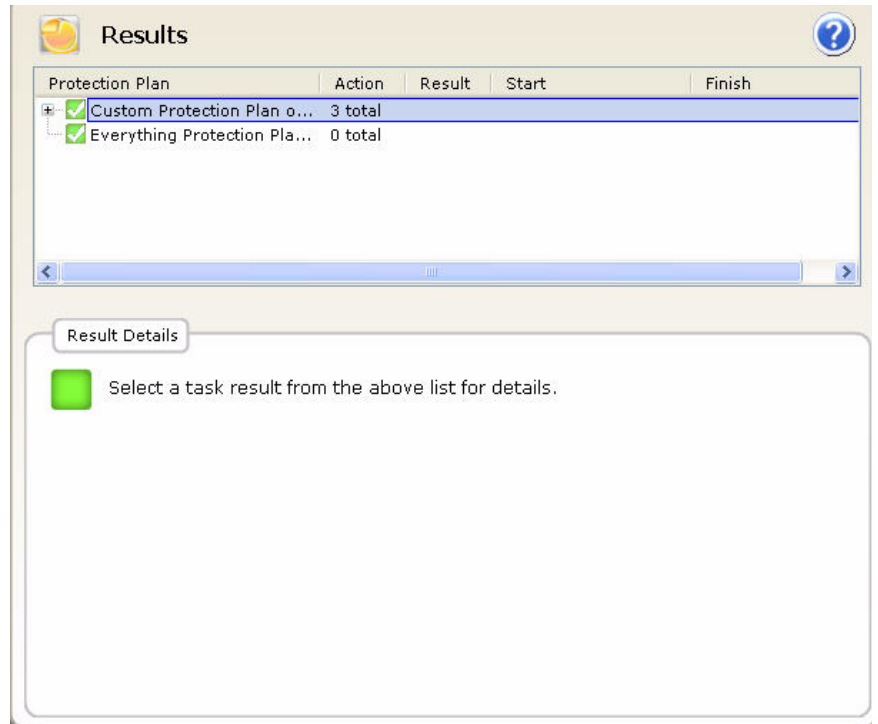 Results
Protection Plan Action Result Start Finish
Custom Protection Plan o... 3 total
Everything Protection Pla... 0 total
Result Details
Select a task result from the above list for details.